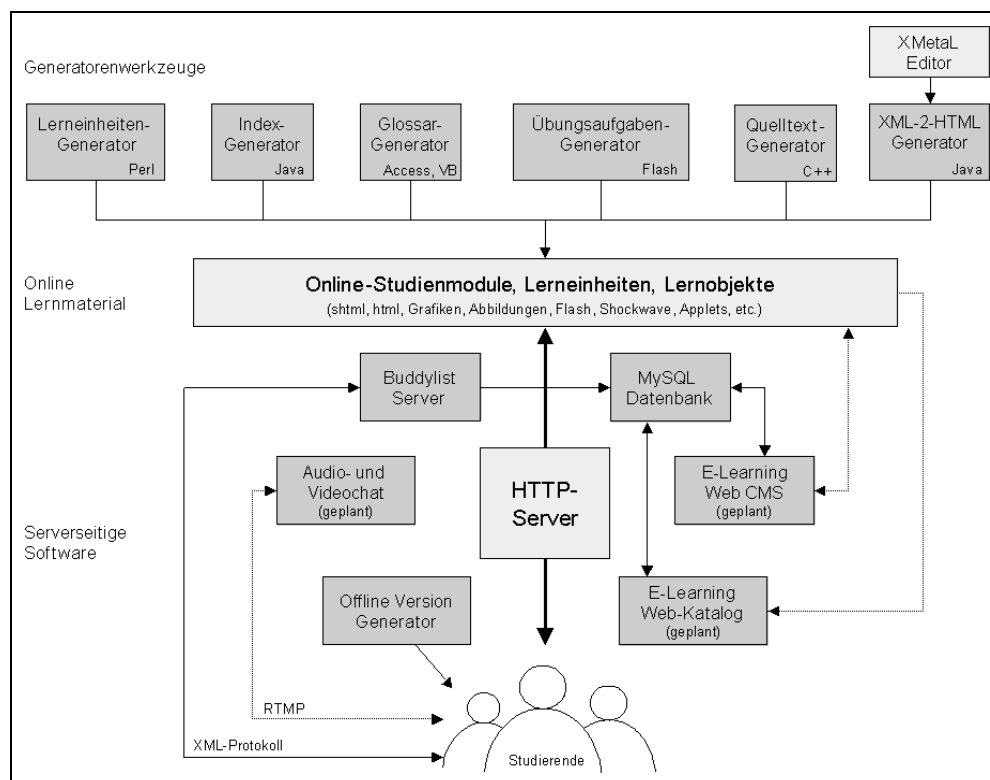 XMetaL
Editor
Generatorenwerkzeuge
Lerneinheiten-
Generator
Perl
Index-
Generator
Java
Glossar-
Generator
Access, VB
Übungsaufgaben-
Generator
Flash
Quelltext-
Generator
C++
XML-2-HTML
Generator
Java
Online
Lernmaterial
Online-Studienmodule, Lerneinheiten, Lernobjekte
(shtml, html, Grafiken, Abbildungen, Flash, Shockwave, Applets, etc.)
Buddylist
Server
MySQL
Datenbank
Audio- und
Videochat
(geplant)
HTTP-
Server
E-Learning
Web CMS
(geplant)
Serverseitige
Software
Offline Version
Generator
E-Learning
Web-Katalog
(geplant)
RTMP
XML-Protokoll
Studierende